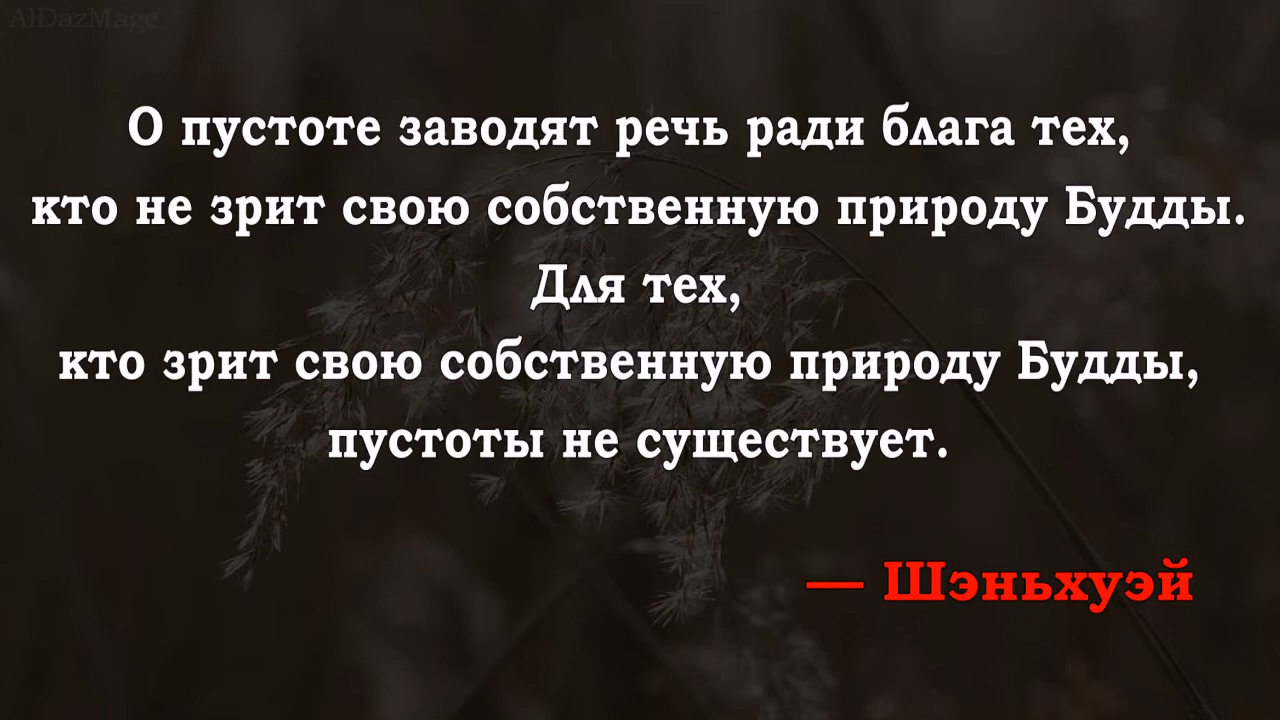 AlDazMage
О пустоте заводят речь ради блага тех,
кто не зрит свою собственную природу Будды.
Для тех,
кто зрит свою собственную природу Будды,
пустоты не существует.
— Шэньхуэй